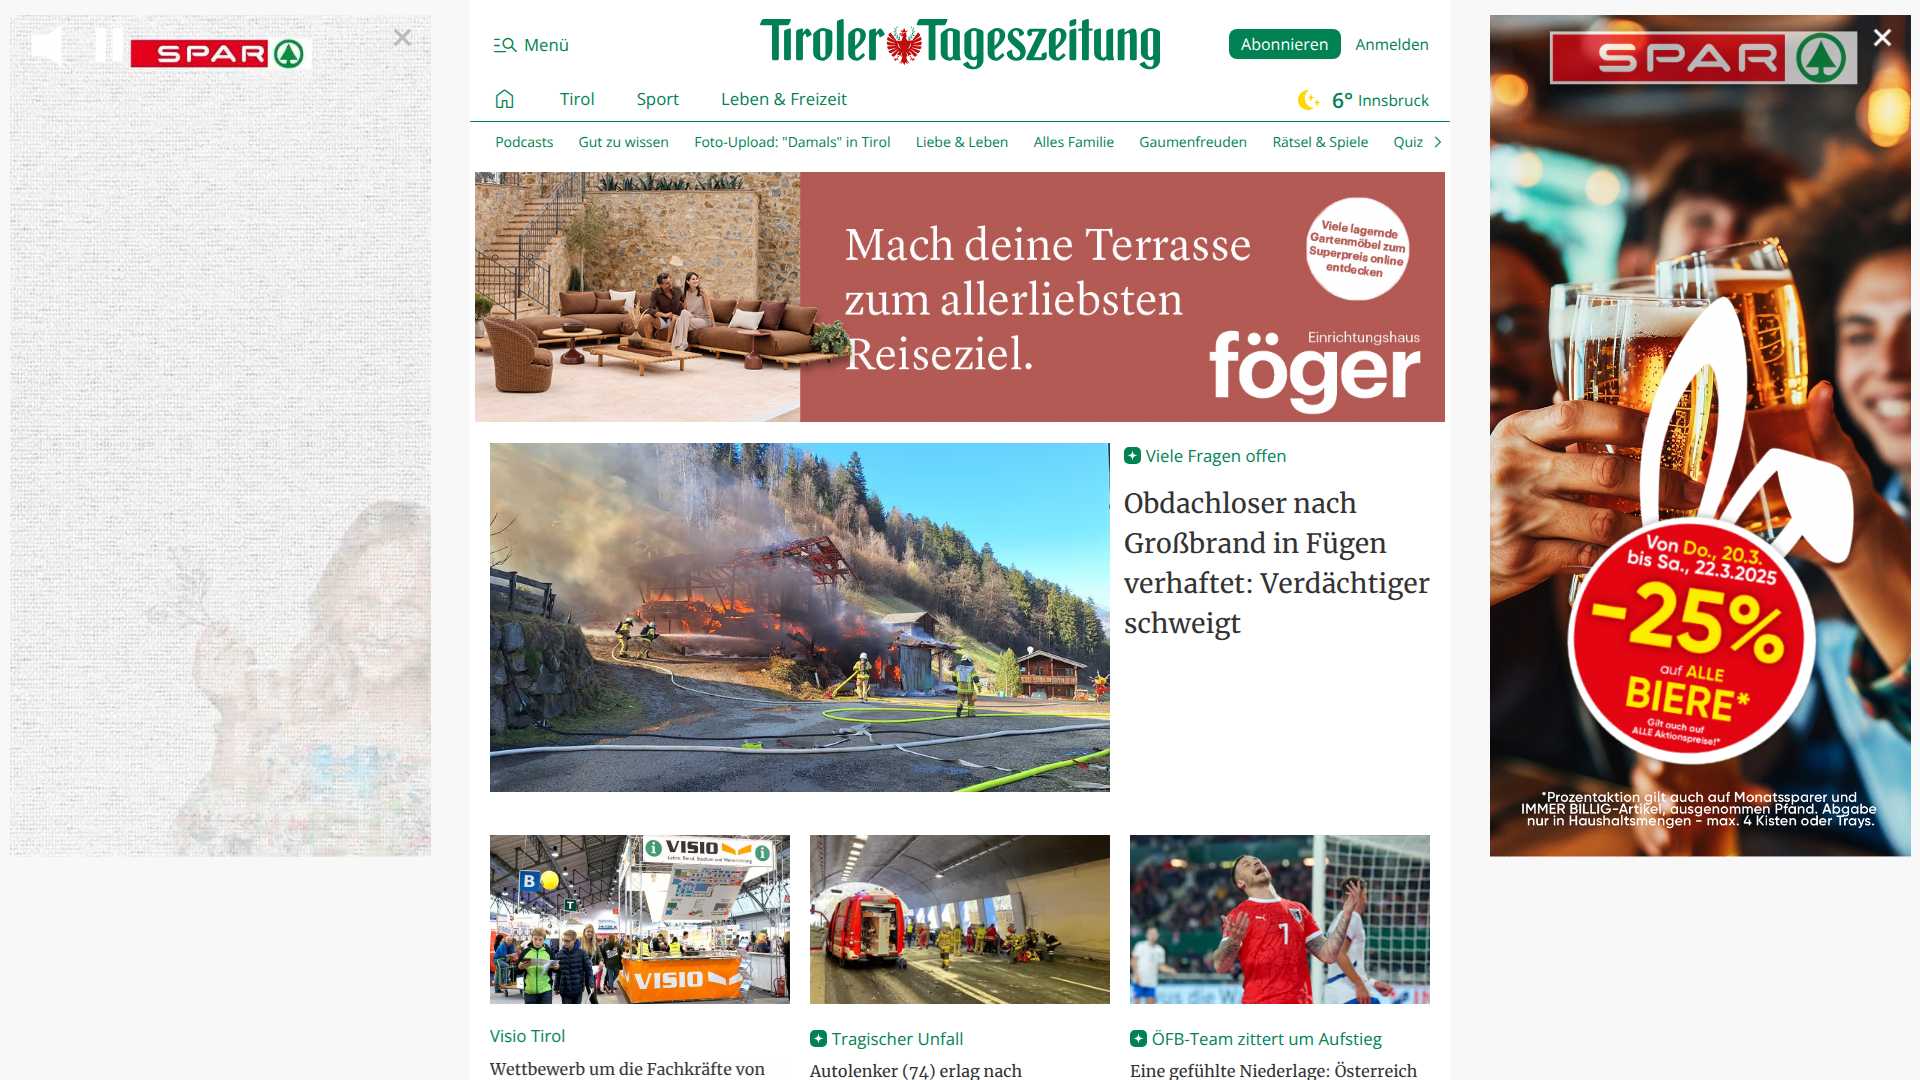 SPAR
Menü
Tiroler Tageszeitung
Abonnieren
Anmelden
Tirol
Sport
Leben & Freizeit
6° Innsbruck
Podcasts
Gut zu wissen
Foto-Upload: "Damals" in Tirol
Liebe & Leben
Alles Familie
Gaumenfreuden
Rätsel & Spiele
Quiz
Mach deine Terrasse
zum allerliebsten
Reiseziel.
Viele lagernde
Gartenmöbel zum
Superpreis online
entdecken
Einrichtungshaus
föger
Viele Fragen offen
Obdachloser nach
Großbrand in Fügen
verhaftet: Verdächtiger
schweigt
VISIO
B
T
VISIO
Visio Tirol
Wettbewerb um die Fachkräfte von
Tragischer Unfall
Autolenker (74) erlag nach
7
ÖFB-Team zittert um Aufstieg
Eine gefühlte Niederlage: Österreich
SPAR
Von Do., 20.3.
bis Sa., 22.3.2025
-25%
auf ALLE
BIERE*
Gilt auch auf
ALLE Aktionspreise!*
*Prozentaktion gilt auch auf Monatssparer und
IMMER BILLIG-Artikel, ausgenommen Pfand. Abgabe
nur in Haushaltsmengen - max. 4 Kisten oder Trays.